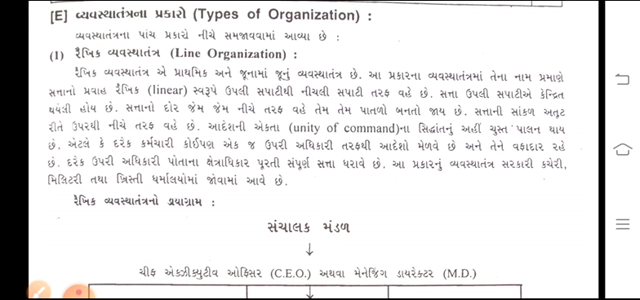 [E] વ્યવસ્થાતંત્રના પ્રકારો (Types of Organization) :
વ્યવસ્થાતંત્રના પાંચ પ્રકારો નીચે સમજાવવામાં આવ્યા છે :
(1) રૈખિક વ્યવસ્થાતંત્ર (Line Organization) :
રૈખિક વ્યવસ્થાતંત્ર એ પ્રાથમિક અને જૂનામાં જૂનું વ્યવસ્થાતંત્ર છે. આ પ્રકારના વ્યવસ્થાતંત્રમાં તેના નામ પ્રમાણે
સત્તાનો પ્રવાહ રૈખિક (linear) સ્વરૂપે ઉપલી સપાટીથી નીચલી સપાટી તરફ વહે છે. સત્તા ઉપલી સપાટીએ કેન્દ્રિત
થયેલી હોય છે. સત્તાનો દોર જેમ જેમ નીચે તરફ વહે તેમ તેમ પાતળો બનતો જાય છે. સત્તાની સાંકળ અતૂટ
રીતે ઉપરથી નીચે તરફ વહે છે. આદેશની એકતા (unity of command)ના સિદ્ધાંતનું અહીં ચુસ્ત પાલન થાય
છે. એટલે કે દરેક કર્મચારી કોઈપણ એક જ ઉપરી અધિકારી તરફથી આદેશો મેળવે છે અને તેને વફાદાર રહે
છે. દરેક ઉપરી અધિકારી પોતાના ક્ષેત્રાધિકાર પૂરતી સંપૂર્ણ સત્તા ધરાવે છે. આ પ્રકારનું વ્યવસ્થાતંત્ર સરકારી કચેરી,
મિલિટરી તથા ખ્રિસ્તી ધર્માલયોમાં જોવામાં આવે છે.
રૈખિક વ્યવસ્થાતંત્રનો ડાયાગ્રામ :
સંચાલક મંડળ
↓
ચીફ એક્ઝીક્યુટીવ ઓફિસર (C.E.O.) અથવા મેનેજિંગ ડાયરેક્ટર (M.D.)